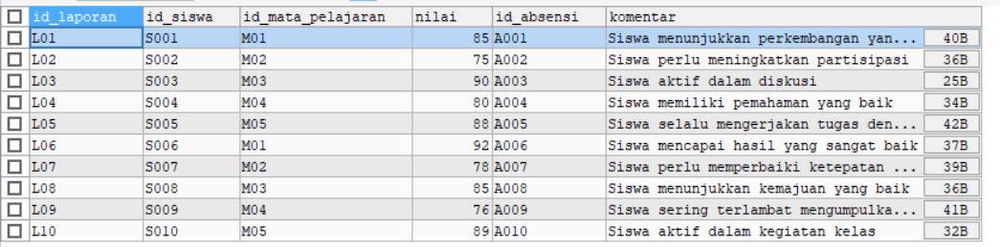 id_laporan id_siswa id_mata_pelajaran nilai id_absensi komentar
L01 S001 M01 85 A001 Siswa menunjukkan perkembangan yan... 40B
L02 S002 M02 75 A002 Siswa perlu meningkatkan partisipasi 36B
L03 S003 M03 90 A003 Siswa aktif dalam diskusi 25B
L04 S004 M04 80 A004 Siswa memiliki pemahaman yang baik 34B
L05 S005 M05 88 A005 Siswa selalu mengerjakan tugas den... 42B
L06 S006 M01 92 A006 Siswa mencapai hasil yang sangat baik 37B
L07 S007 M02 78 A007 Siswa perlu memperbaiki ketepatan ... 39B
L08 S008 M03 85 A008 Siswa menunjukkan kemajuan yang baik 36B
L09 S009 M04 76 A009 Siswa sering terlambat mengumpulka... 41B
L10 S010 M05 89 A010 Siswa aktif dalam kegiatan kelas 32B